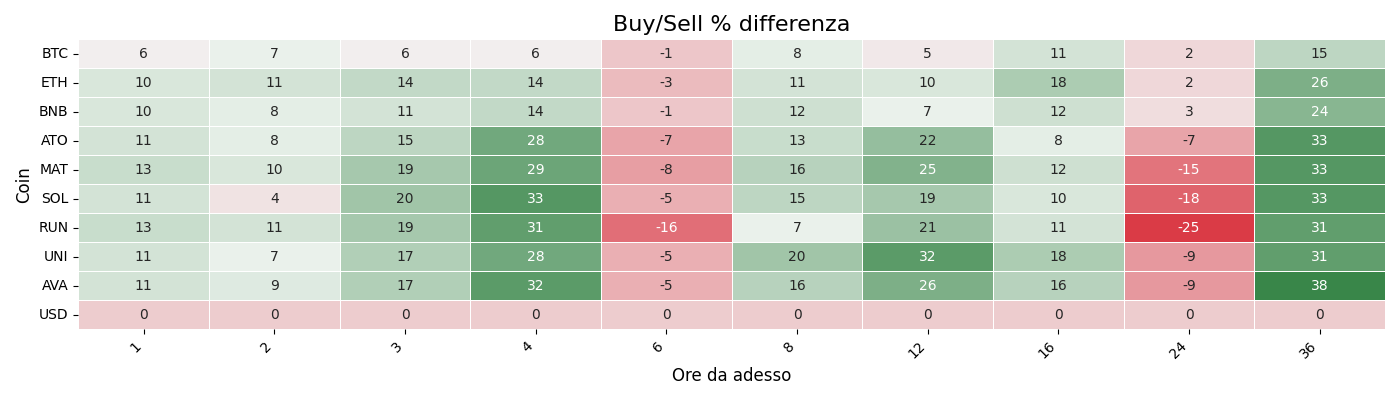 Buy/Sell % differenza
BTC 6 7 6 6 -1 8 5 11 2 15
ETH 10 11 14 14 -3 11 10 18 2 26
BNB 10 8 11 14 -1 12 7 12 3 24
ATO 11 8 15 28 -7 13 22 8 -7 33
MAT 13 10 19 29 -8 16 25 12 -15 33
SOL 11 4 20 33 -5 15 19 10 -18 33
RUN 13 11 19 31 -16 7 21 11 -25 31
UNI 11 7 17 28 -5 20 32 18 -9 31
AVA 11 9 17 32 -5 16 26 16 -9 38
USD 0 0 0 0 0 0 0 0 0 0
Coin
1 2 3 4 6 8 12 16 24 36
Ore da adesso